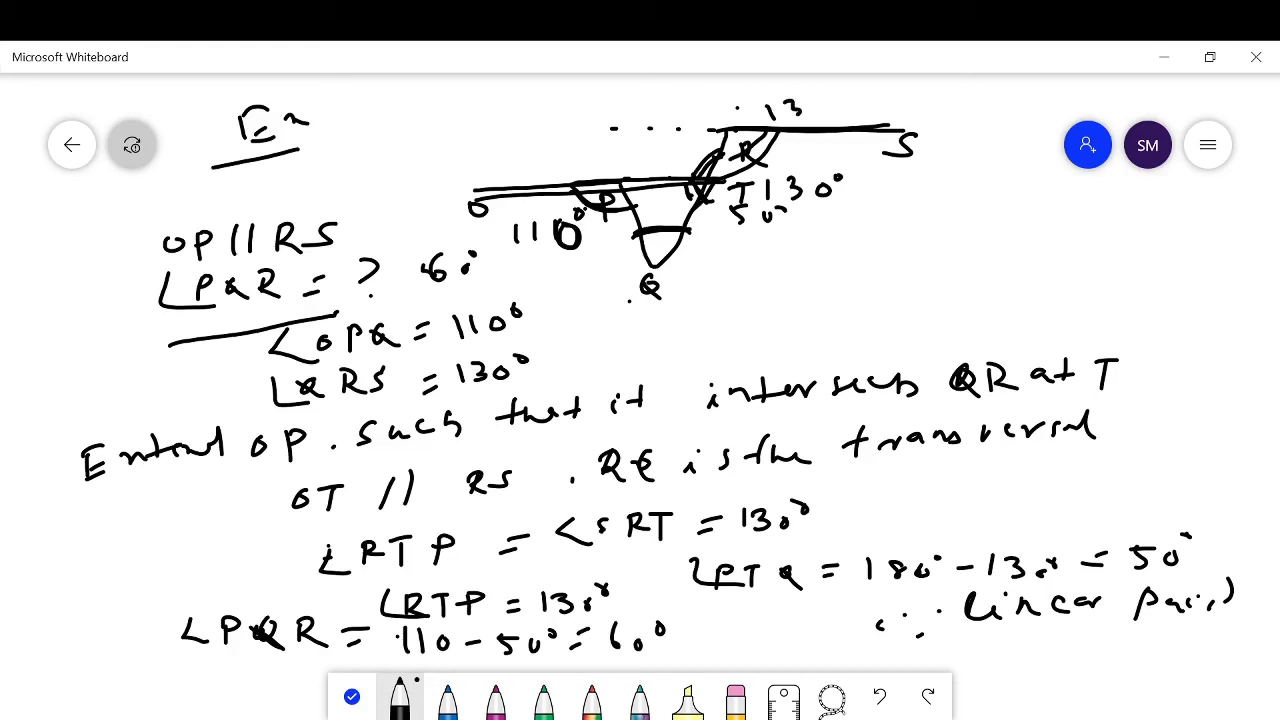 Microsoft Whiteboard
Ex
13
S
R
O
P
T 130°
50°
110°
SM
OP || RS
Q
∠PQR = ? 60°
∠OPQ = 110°
∠QRS = 130°
Extend OP. Such that it intersects QR at T
OT // RS . RQ is the transversal
∠RTP = ∠SRT = 130°
∠PTQ = 180° - 130° = 50°
∠RTP = 130°
(∵ linear pair)
∠PQR = 110 - 50° = 60°